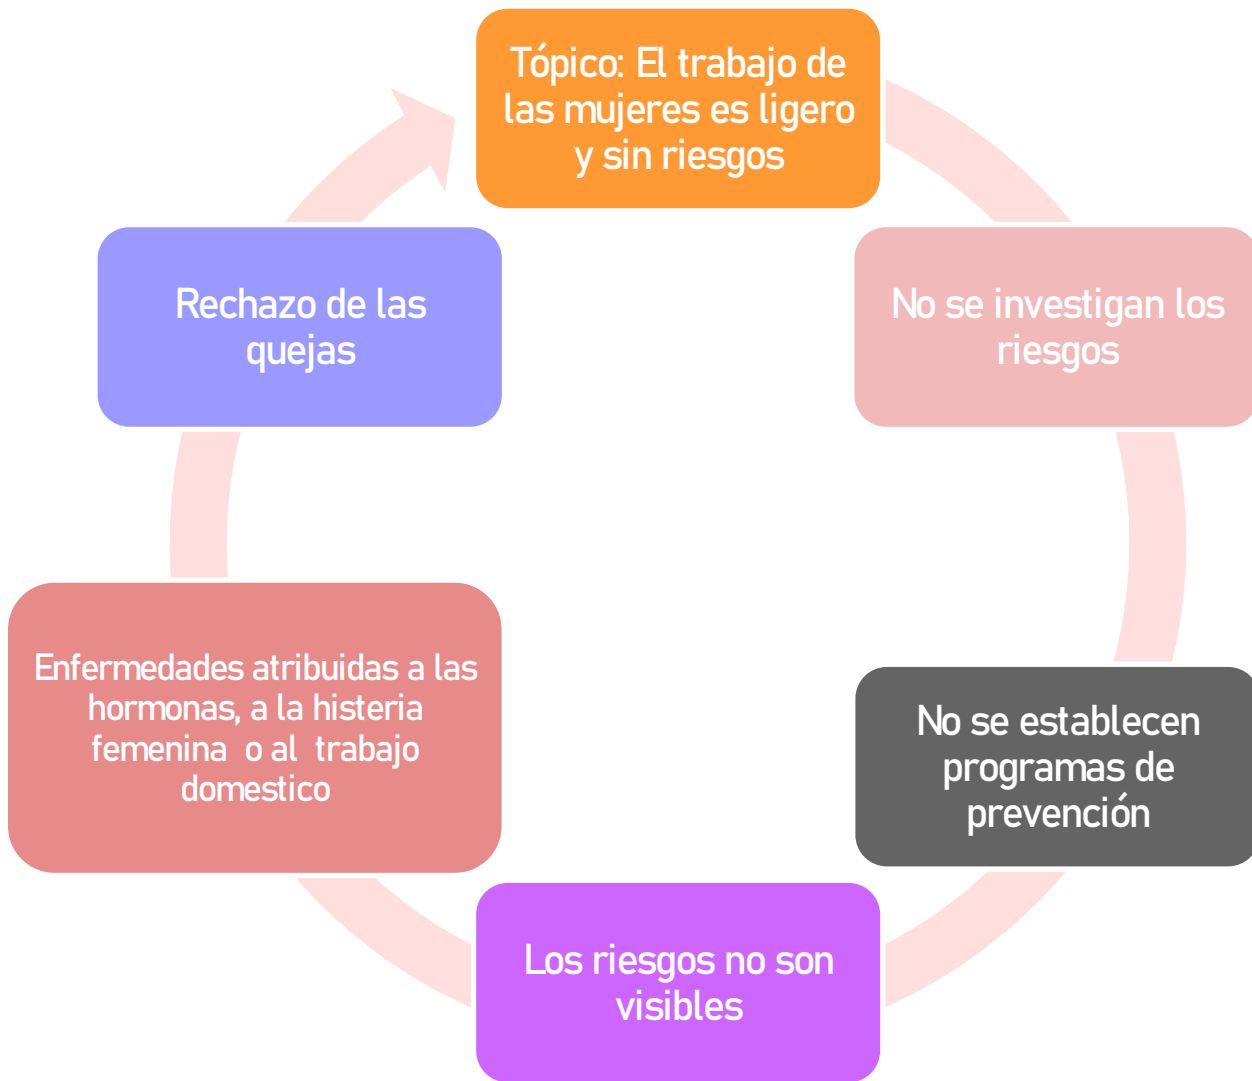 Tópico: El trabajo de
las mujeres es ligero
y sin riesgos
No se investigan los
riesgos
No se establecen
programas de
prevención
Los riesgos no son
visibles
Enfermedades atribuidas a las
hormonas, a la histeria
femenina o al trabajo
domestico
Rechazo de las
quejas